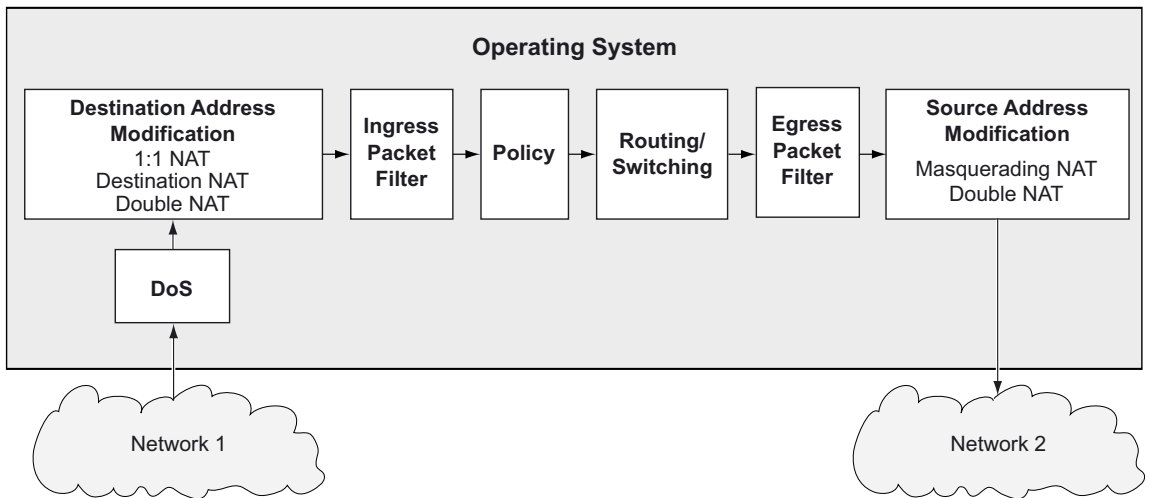 Operating System
Destination Address
Modification
1:1 NAT
Destination NAT
Double NAT
Ingress
Packet
Filter
Policy
Routing/
Switching
Egress
Packet
Filter
Source Address
Modification
Masquerading NAT
Double NAT
DoS
Network 1
Network 2